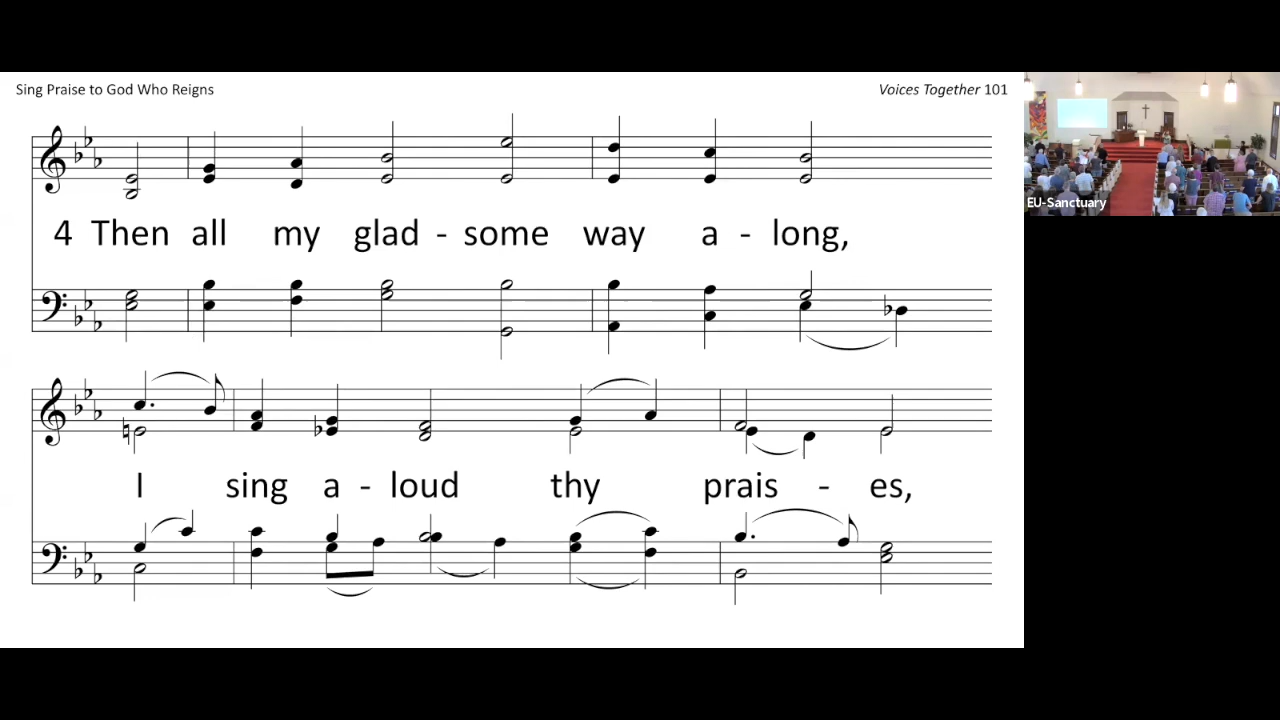 Sing Praise to God Who Reigns
Voices Together 101
4 Then all my glad - some way a - long,
I sing a - loud thy prais - es,
EU-Sanctuary